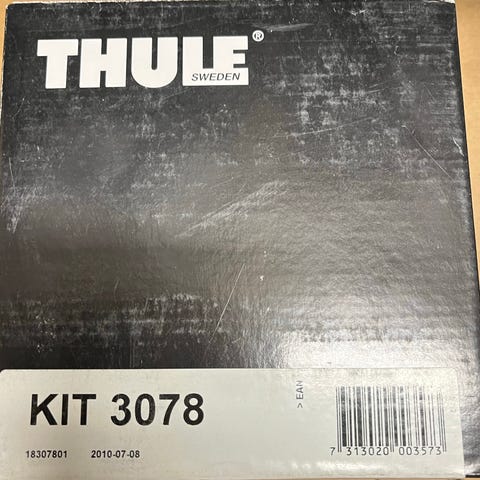 THULE®
SWEDEN
KIT 3078
> EAN
18307801 2010-07-08
7 313020 003573